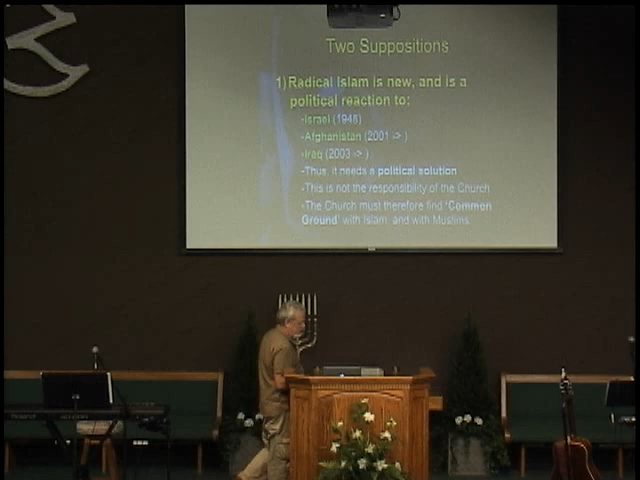 Two Suppositions
1) Radical Islam is new, and is a
political reaction to:
-Israel (1948)
-Afghanistan (2001 -> )
-Iraq (2003 -> )
-Thus, it needs a political solution
-This is not the responsibility of the Church
-The Church must therefore find 'Common
Ground' with Islam, and with Muslims
Roland